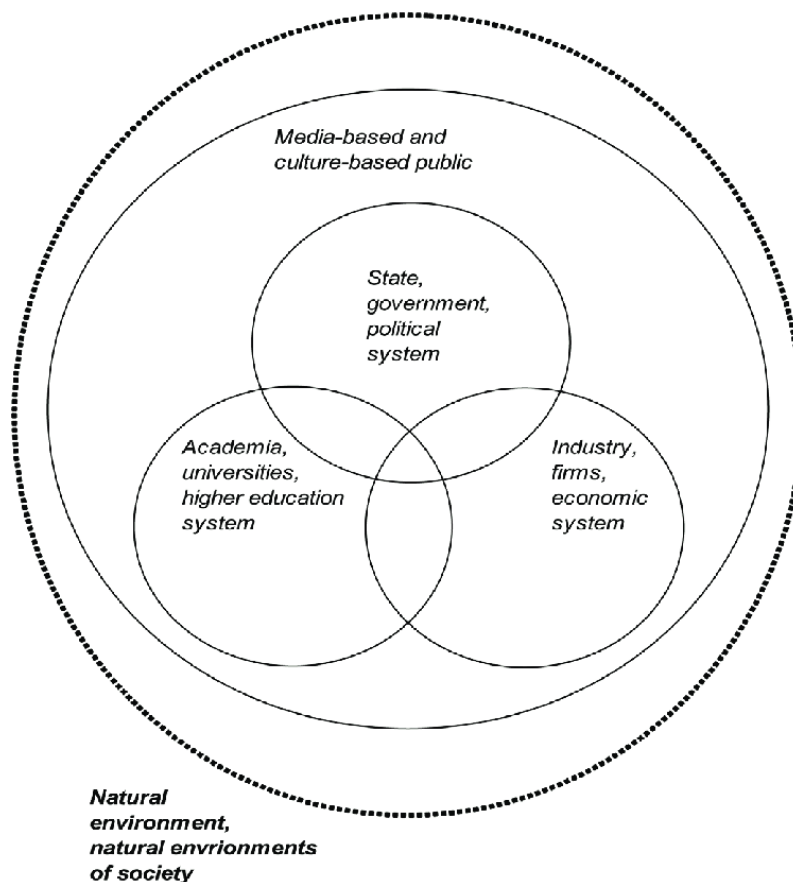 Media-based and
culture-based public
State,
government,
political
system
Academia,
universities,
higher education
system
Industry,
firms,
economic
system
Natural
environment,
natural envrionments
of society